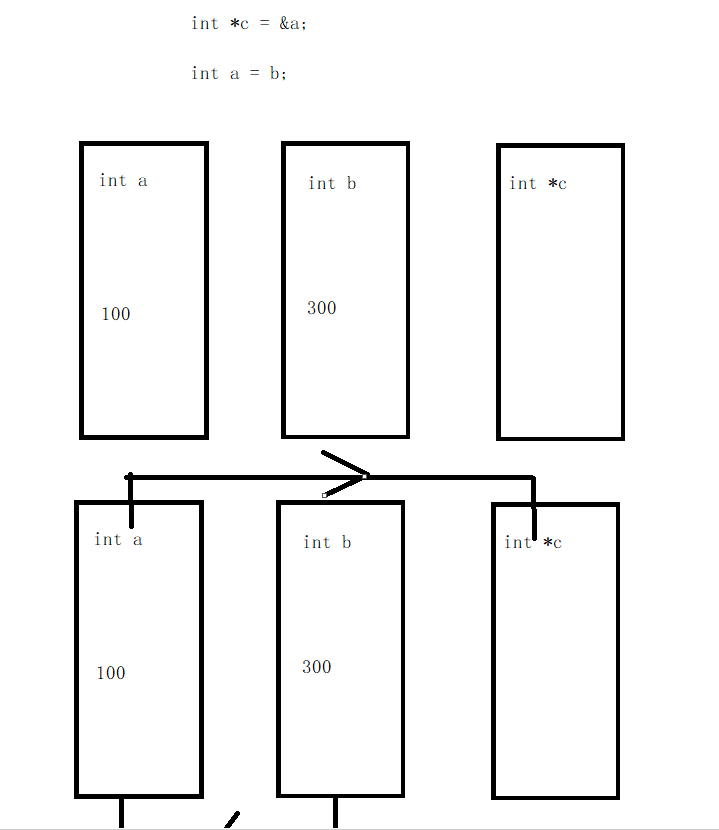 int *c = &a;
int a = b;
int a
int b
int *c
100
300
int a
int b
int *c
100
300